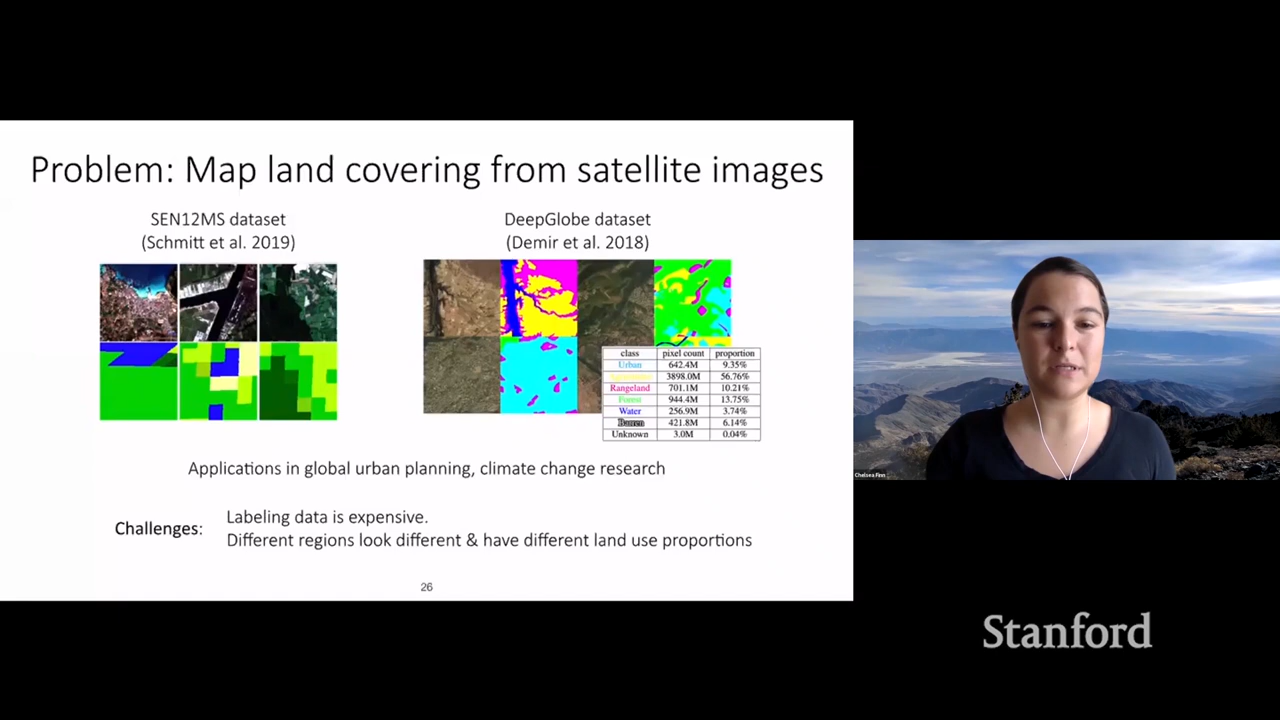 Problem: Map land covering from satellite images
SEN12MS dataset
(Schmitt et al. 2019)
DeepGlobe dataset
(Demir et al. 2018)
class pixel count proportion
Urban 642.4M 9.35%
3898.0M 56.76%
Rangeland 701.1M 10.21%
Forest 944.4M 13.75%
Water 256.9M 3.74%
Barren 421.8M 6.14%
Unknown 3.0M 0.04%
Applications in global urban planning, climate change research
Challenges:
Labeling data is expensive.
Different regions look different & have different land use proportions
26
Chelsea Finn
Stanford